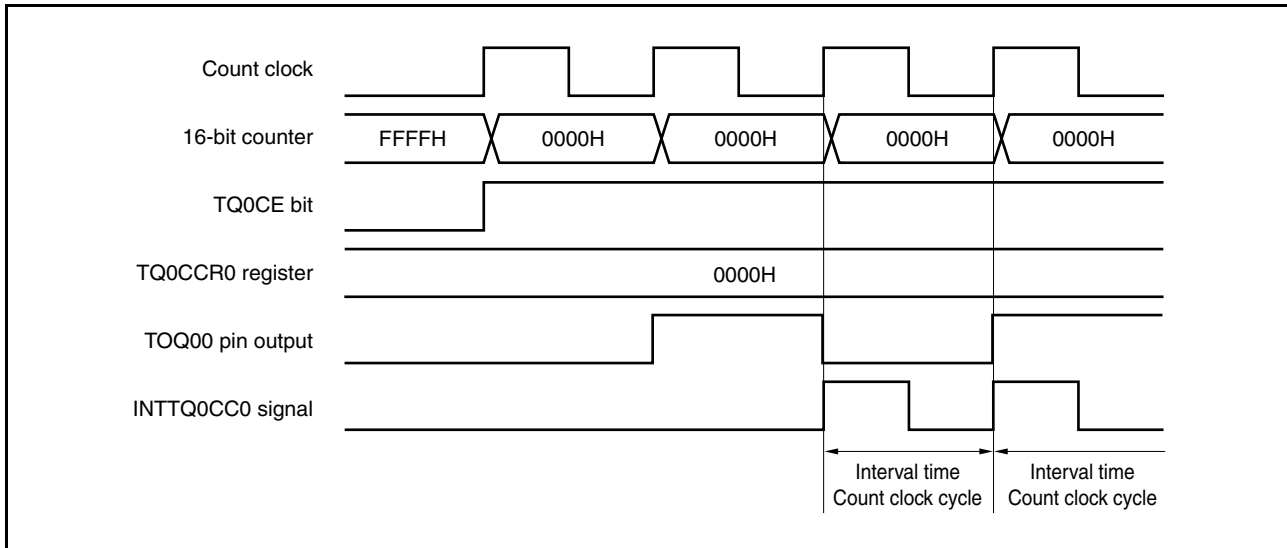 Count clock
16-bit counter FFFFH 0000H 0000H 0000H 0000H
TQ0CE bit
TQ0CCR0 register 0000H
TOQ00 pin output
INTTQ0CC0 signal
Interval time Interval time
Count clock cycle Count clock cycle